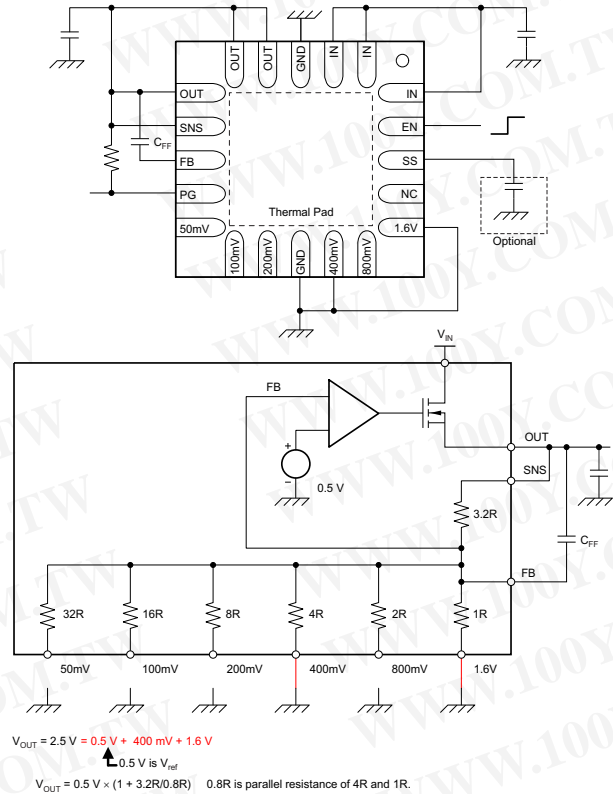 OUT
OUT
GND
IN
IN
OUT
SNS
FB
PG
50mV
C_FF
IN
EN
SS
NC
1.6V
Thermal Pad
100mV
200mV
GND
400mV
800mV
Optional
V_IN
FB
OUT
SNS
+
−
0.5 V
3.2R
C_FF
FB
32R
16R
8R
4R
2R
1R
50mV
100mV
200mV
400mV
800mV
1.6V
V_OUT = 2.5 V = 0.5 V + 400 mV + 1.6 V
0.5 V is V_ref
V_OUT = 0.5 V × (1 + 3.2R/0.8R) 0.8R is parallel resistance of 4R and 1R.
WWW.100Y.COM.TW